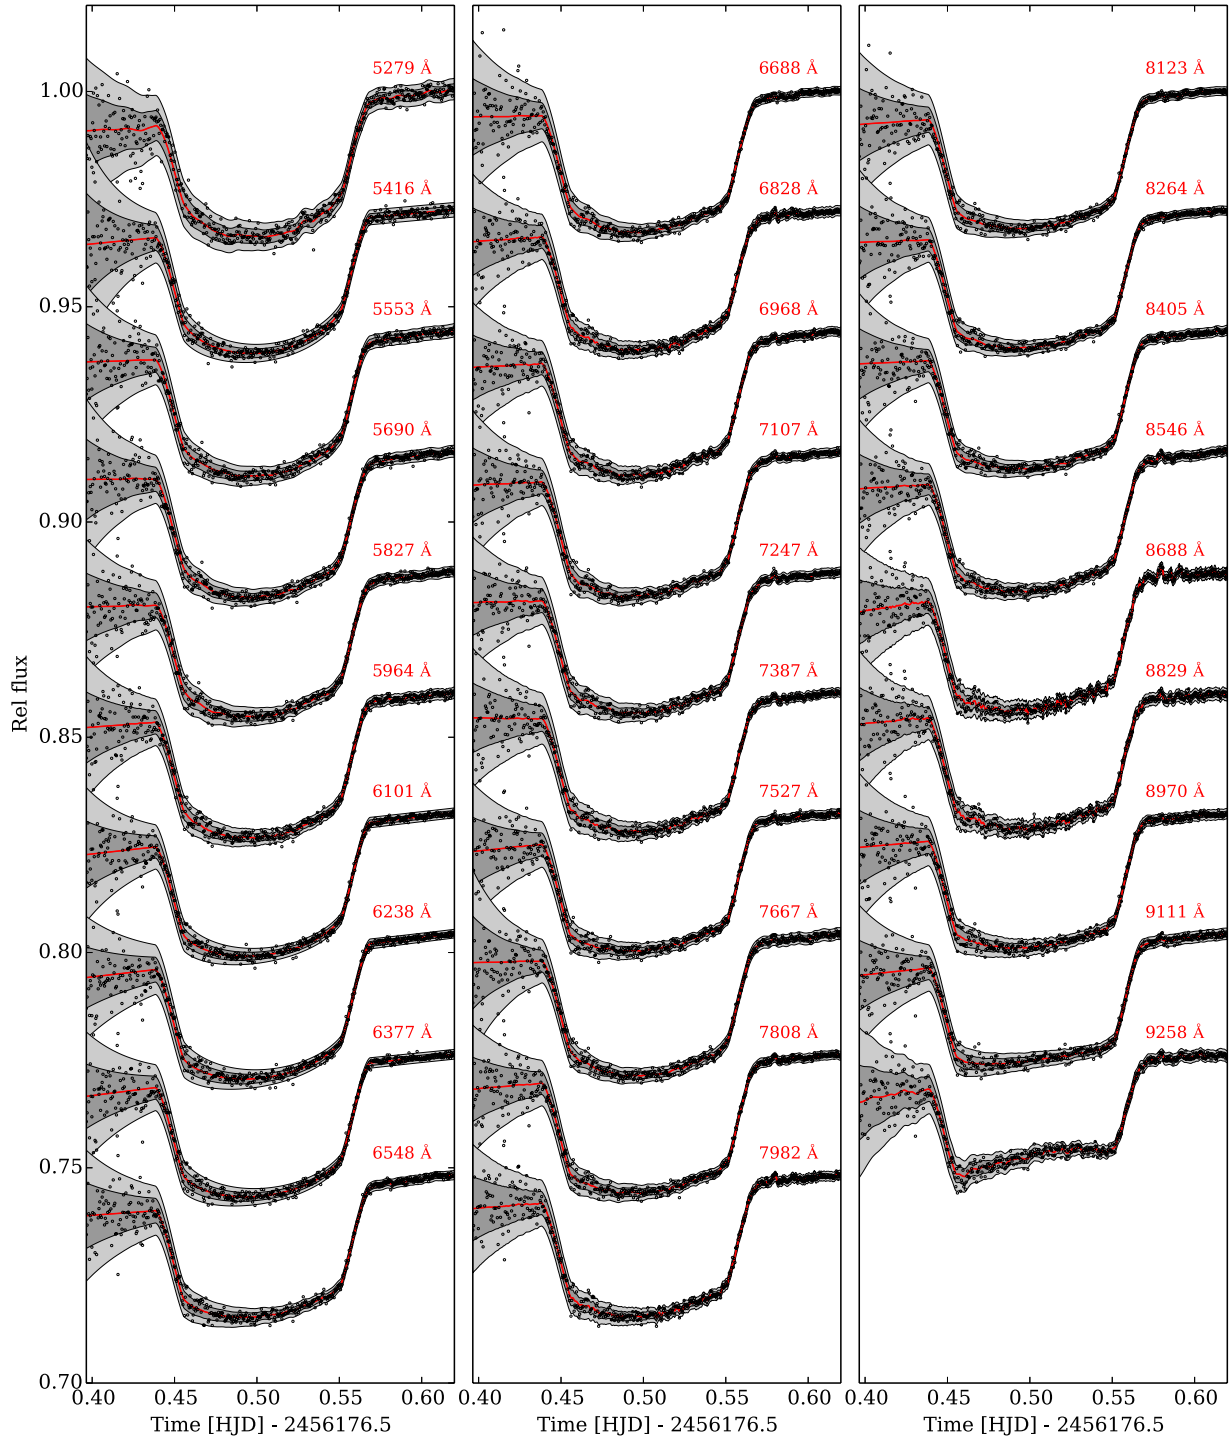 5279 Å
5416 Å
5553 Å
5690 Å
5827 Å
5964 Å
6101 Å
6238 Å
6377 Å
6548 Å
6688 Å
6828 Å
6968 Å
7107 Å
7247 Å
7387 Å
7527 Å
7667 Å
7808 Å
7982 Å
8123 Å
8264 Å
8405 Å
8546 Å
8688 Å
8829 Å
8970 Å
9111 Å
9258 Å
1.00
0.95
0.90
0.85
0.80
0.75
0.70
Rel flux
0.40 0.45 0.50 0.55 0.60
0.40 0.45 0.50 0.55 0.60
0.40 0.45 0.50 0.55 0.60
Time [HJD] - 2456176.5
Time [HJD] - 2456176.5
Time [HJD] - 2456176.5